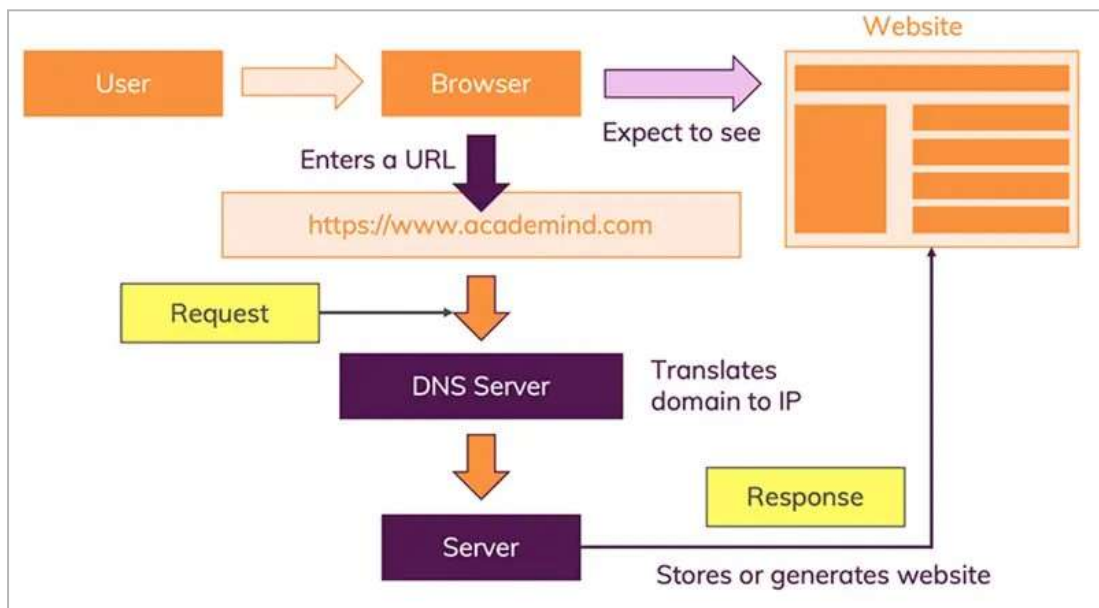 Website
User
Browser
Expect to see
Enters a URL
https://www.academind.com
Request
DNS Server
Translates
domain to IP
Response
Server
Stores or generates website